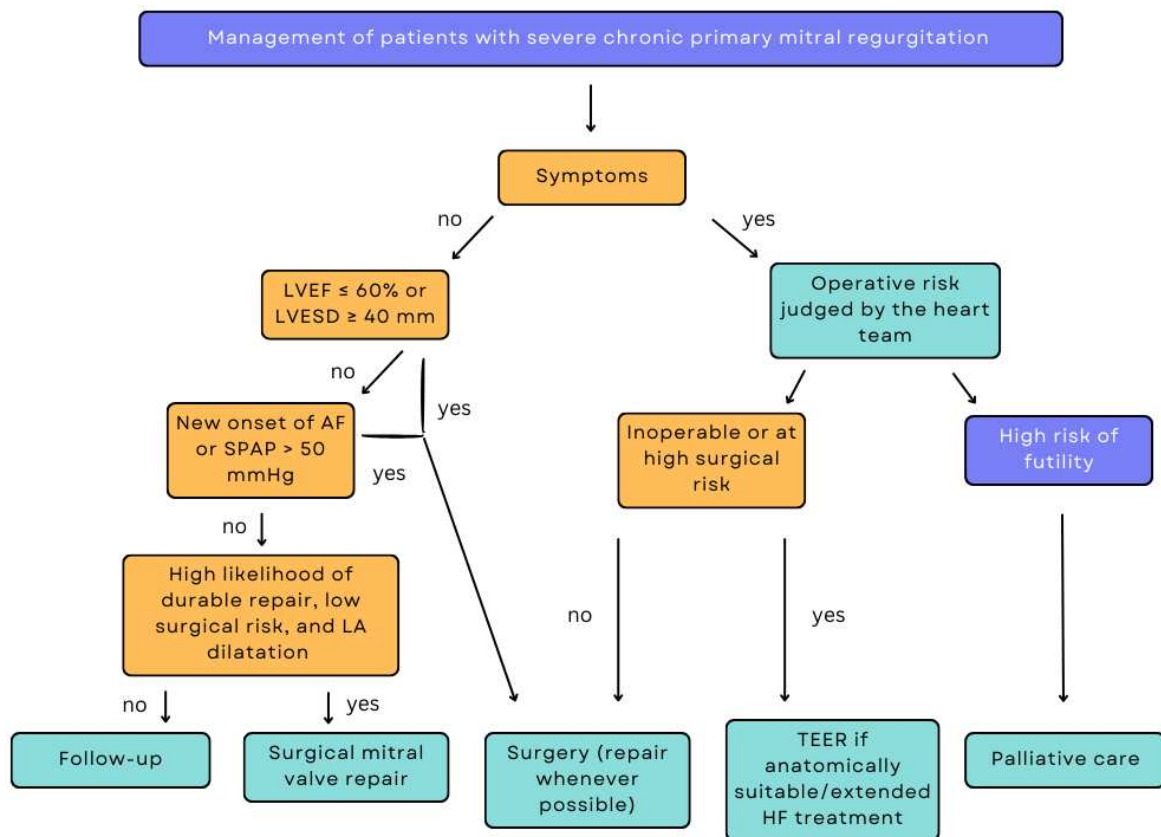 Management of patients with severe chronic primary mitral regurgitation
Symptoms
no
yes
LVEF ≤ 60% or
LVESD ≥ 40 mm
Operative risk
judged by the heart
team
no
yes
New onset of AF
or SPAP > 50
mmHg
yes
Inoperable or at
high surgical
risk
High risk of
futility
no
High likelihood of
durable repair, low
surgical risk, and LA
dilatation
no
yes
no
yes
Follow-up
Surgical mitral
valve repair
Surgery (repair
whenever
possible)
TEER if
anatomically
suitable/extended
HF treatment
Palliative care